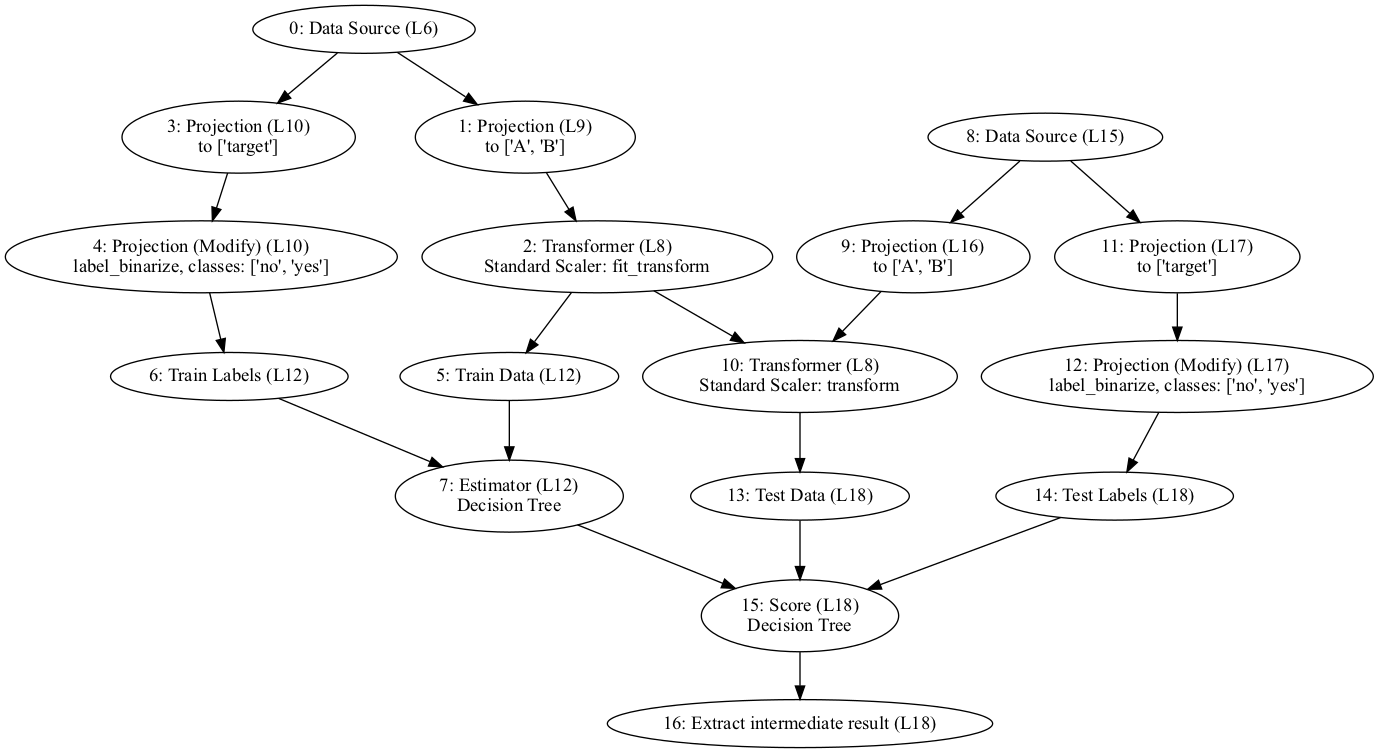 0: Data Source (L6)
3: Projection (L10)
to ['target']
1: Projection (L9)
to ['A', 'B']
8: Data Source (L15)
4: Projection (Modify) (L10)
label_binarize, classes: ['no', 'yes']
2: Transformer (L8)
Standard Scaler: fit_transform
9: Projection (L16)
to ['A', 'B']
11: Projection (L17)
to ['target']
6: Train Labels (L12)
5: Train Data (L12)
10: Transformer (L8)
Standard Scaler: transform
12: Projection (Modify) (L17)
label_binarize, classes: ['no', 'yes']
7: Estimator (L12)
Decision Tree
13: Test Data (L18)
14: Test Labels (L18)
15: Score (L18)
Decision Tree
16: Extract intermediate result (L18)